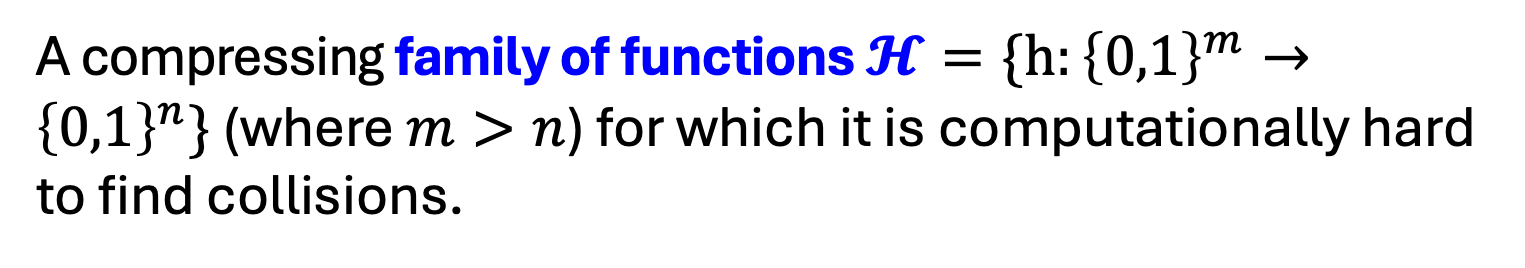 A compressing family of functions ℋ = {h: {0,1}ᵐ →
{0,1}ⁿ} (where 𝑚 > 𝑛) for which it is computationally hard
to find collisions.